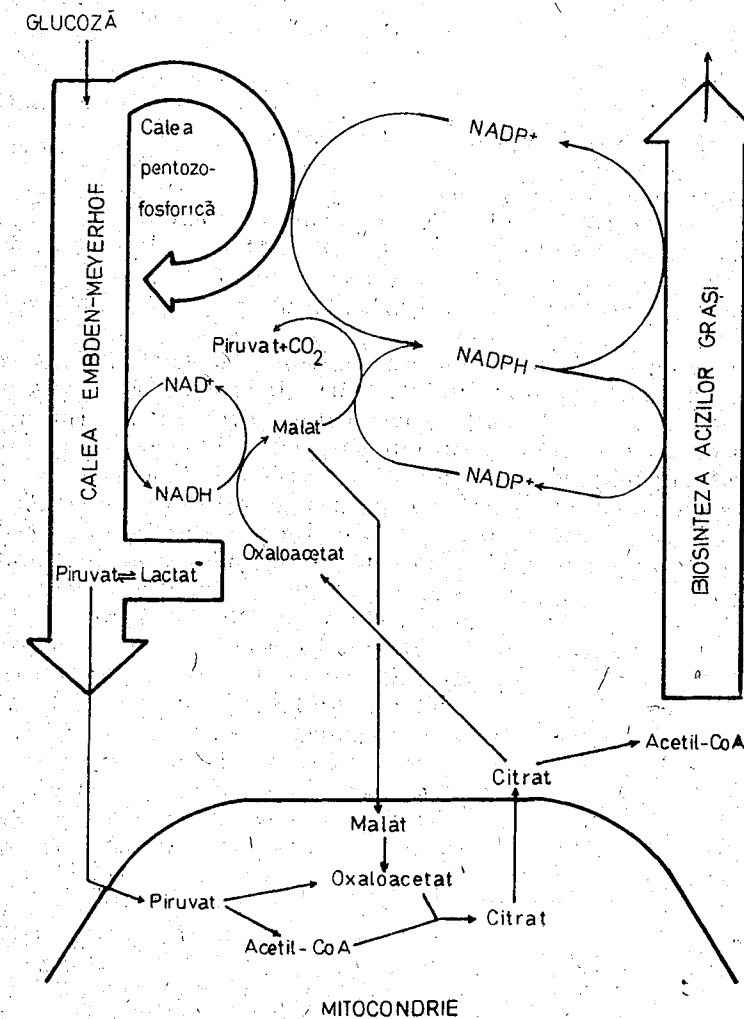 GLUCOZĂ
CALEA EMBDEN-MEYERHOF
Calea
pentozo-
fosforică
NADP+
Piruvat+CO₂
NADPH
NAD+
Malat
NADH
NADP+
Oxaloacetat
Piruvat⇌Lactat
BIOSINTEZA ACIZILOR GRAȘI
Acetil-CoA
Citrat
Malat
Oxaloacetat
Piruvat
Citrat
Acetil-CoA
MITOCONDRIE